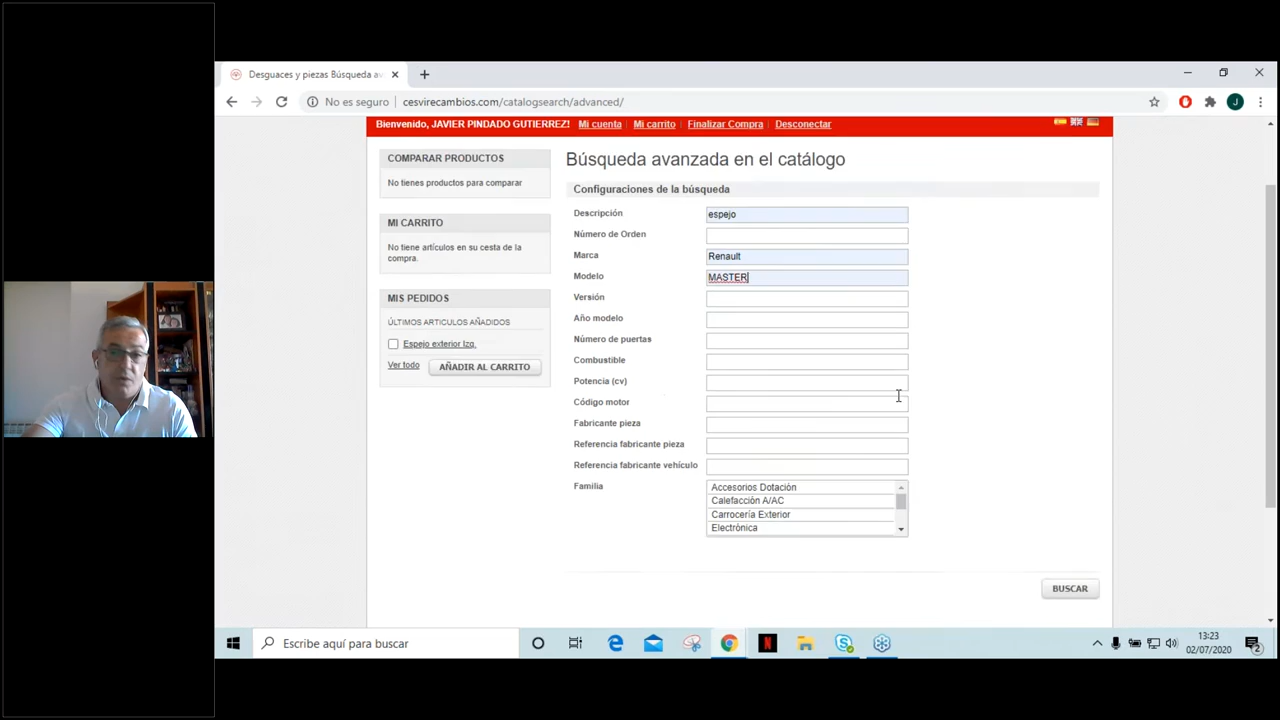 Desguaces y piezas Búsqueda av
No es seguro cesvirecambios.com/catalogsearch/advanced/
J
Bienvenido, JAVIER PINDADO GUTIERREZ! Mi cuenta Mi carrito Finalizar Compra Desconectar
COMPARAR PRODUCTOS
No tienes productos para comparar
MI CARRITO
No tiene artículos en su cesta de la
compra.
MIS PEDIDOS
ÚLTIMOS ARTICULOS AÑADIDOS
Espejo exterior Izq.
Ver todo AÑADIR AL CARRITO
Búsqueda avanzada en el catálogo
Configuraciones de la búsqueda
Descripción espejo
Número de Orden
Marca Renault
Modelo MASTER
Versión
Año modelo
Número de puertas
Combustible
Potencia (cv)
Código motor
Fabricante pieza
Referencia fabricante pieza
Referencia fabricante vehículo
Familia Accesorios Dotación
Calefacción A/AC
Carrocería Exterior
Electrónica
BUSCAR
Escribe aquí para buscar
N
S
13:23
02/07/2020
2